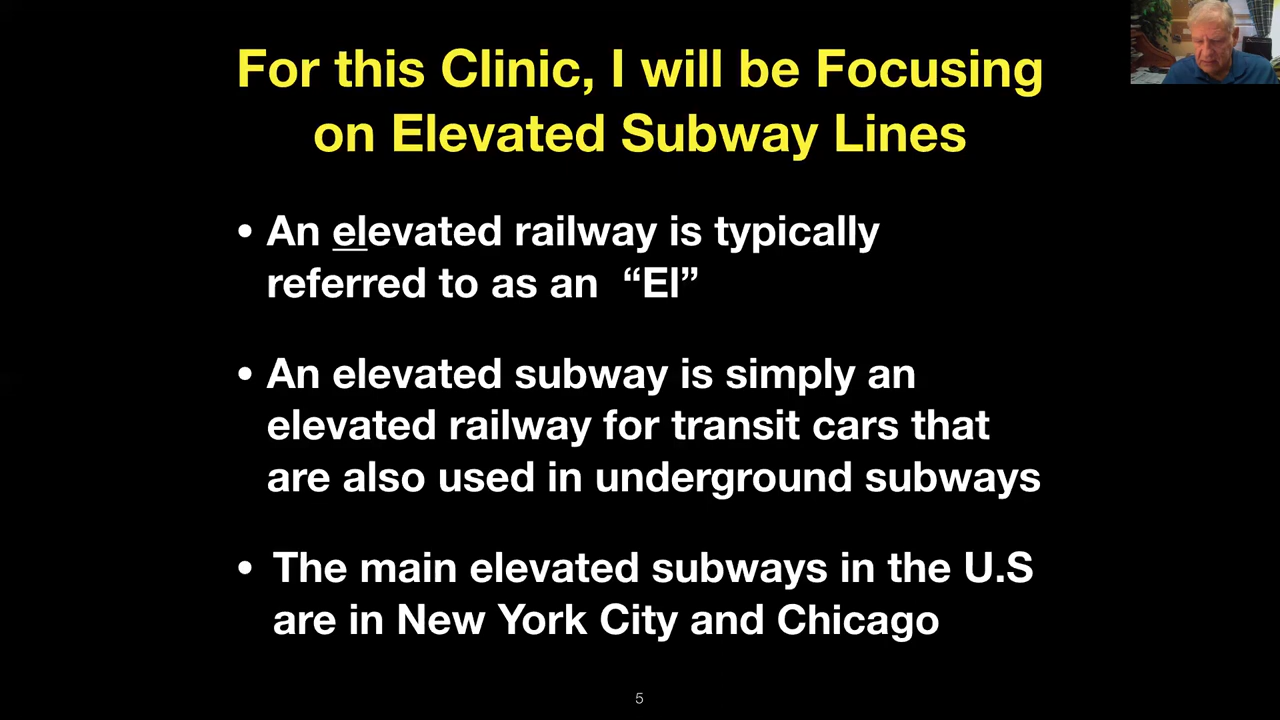 For this Clinic, I will be Focusing
on Elevated Subway Lines
• An elevated railway is typically
referred to as an “El”
• An elevated subway is simply an
elevated railway for transit cars that
are also used in underground subways
• The main elevated subways in the U.S
are in New York City and Chicago
5